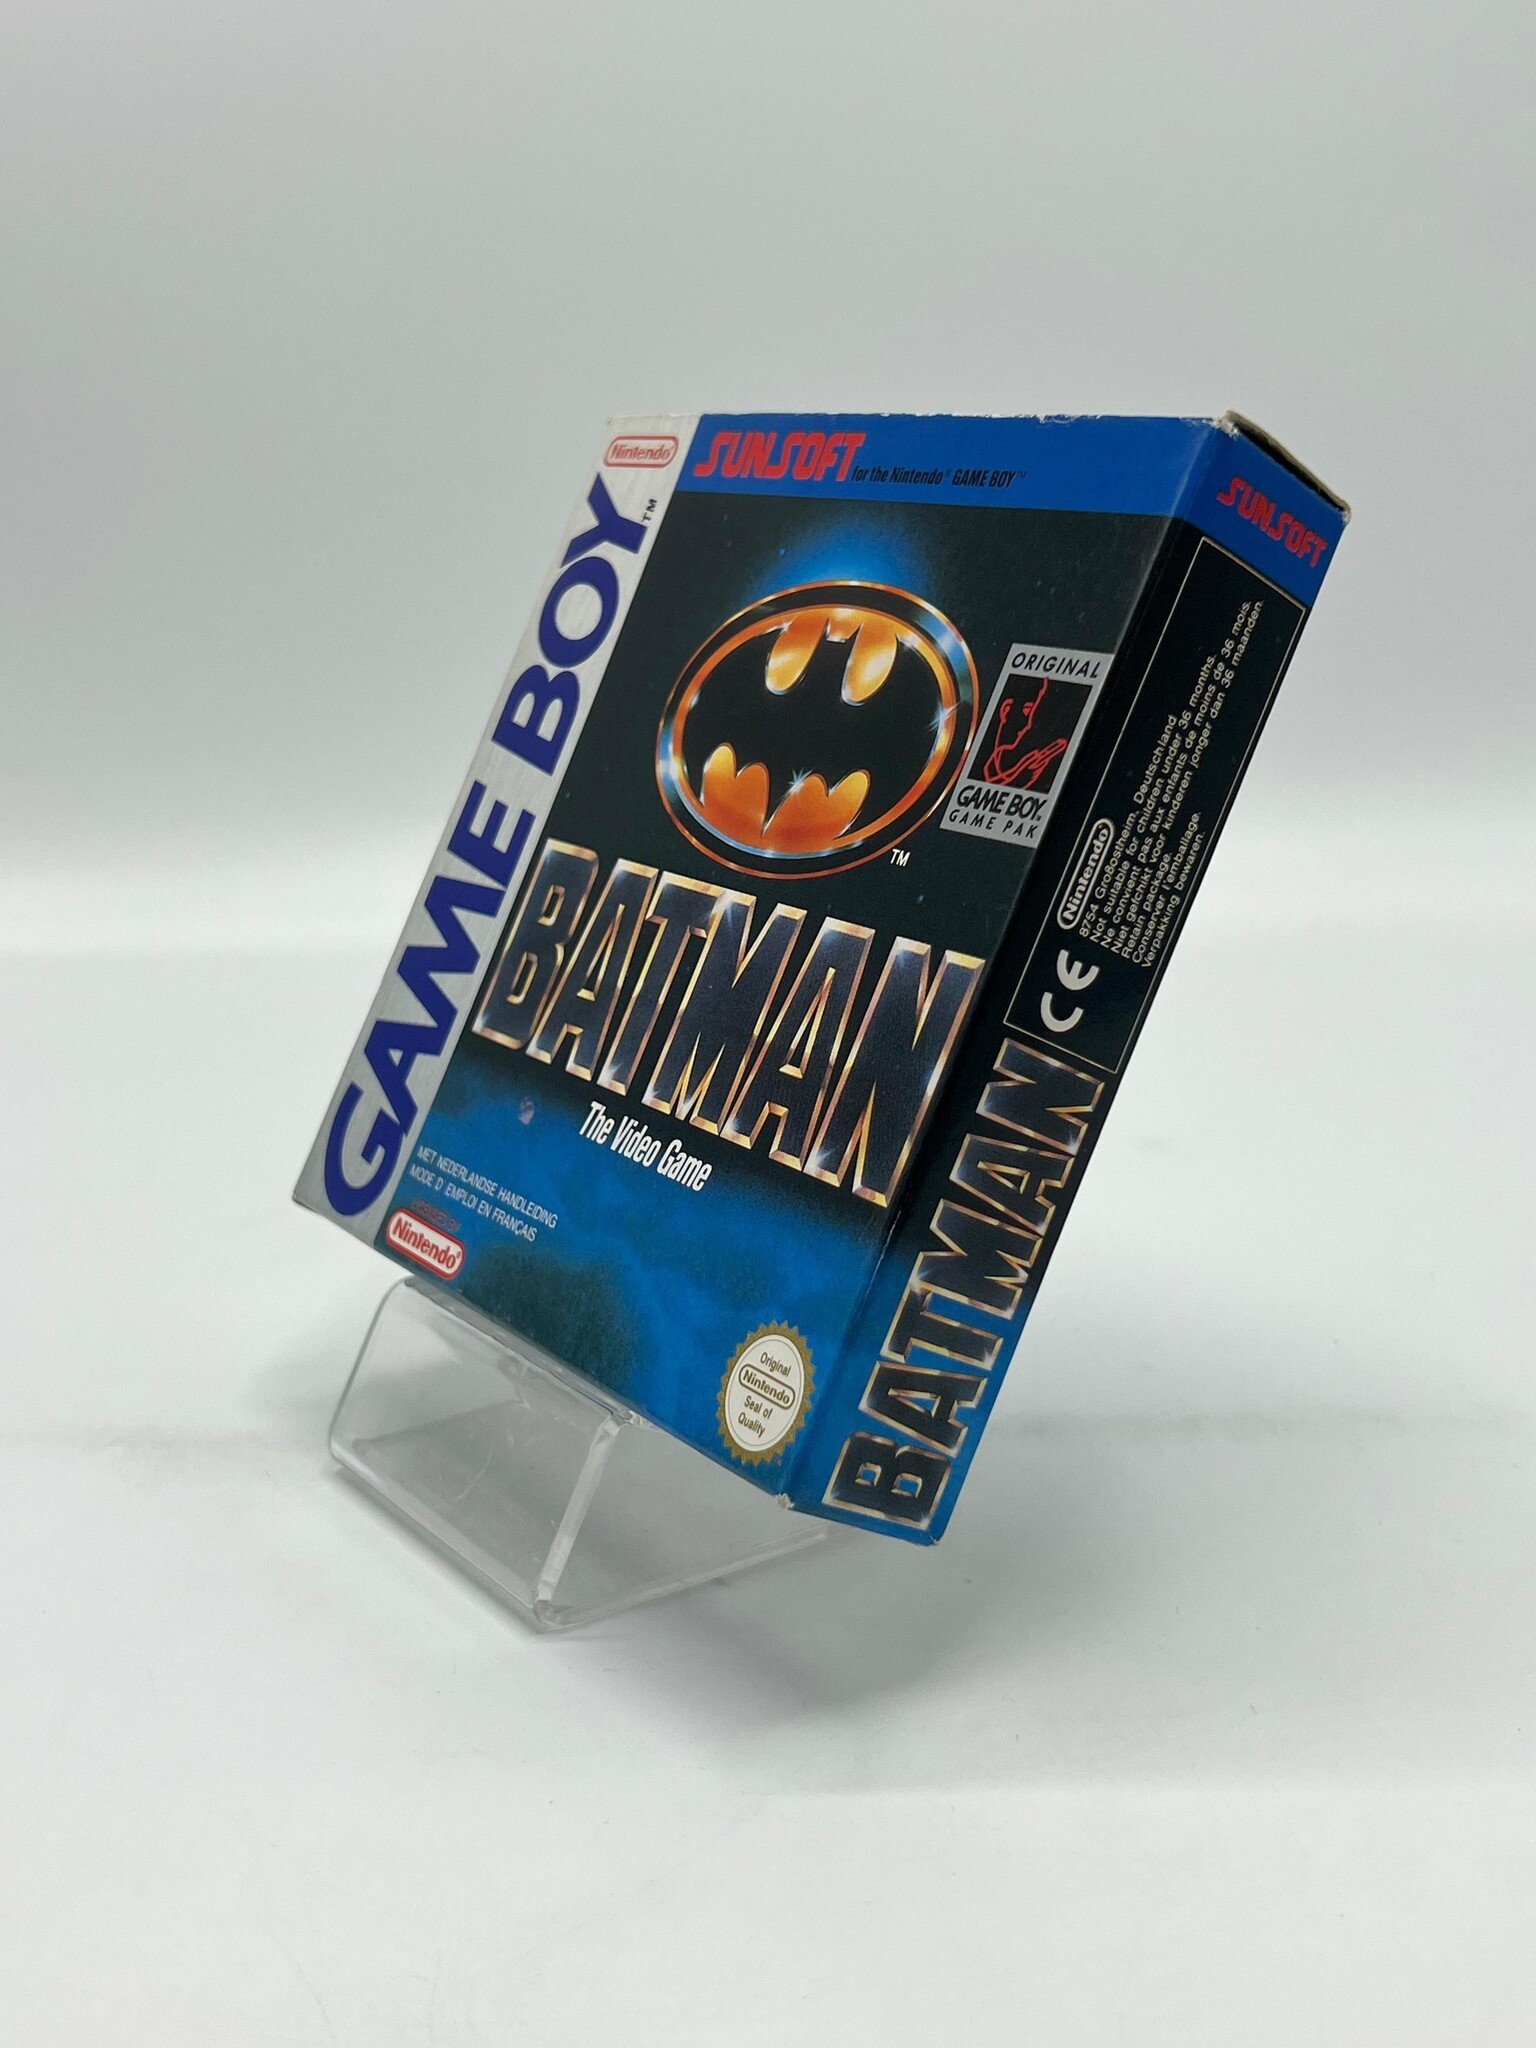 Nintendo®
GAME BOY™
SUNSOFT for the Nintendo® GAME BOY™
ORIGINAL
GAME BOY™
GAME PAK
TM
BATMAN
The Video Game
MET NEDERLANDSE HANDLEIDING
MODE D'EMPLOI EN FRANÇAIS
Nintendo®
Original
Nintendo
Seal of
Quality
SUNSOFT
Nintendo
8754 Großostheim, Deutschland
Not suitable for children under 36 months.
Ne convient pas aux enfants de moins de 36 mois.
Niet geschikt voor kinderen jonger dan 36 maanden.
Retain package.
Conserver l'emballage.
Verpakking bewaren.
CE
BATMAN